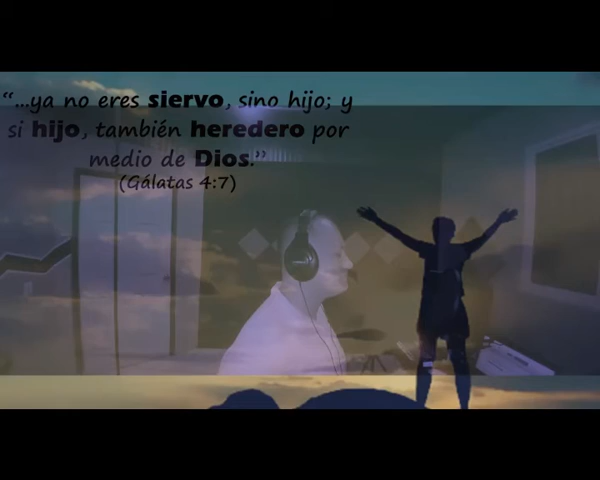 “...ya no eres siervo, sino hijo; y
si hijo, también heredero por
medio de Dios.”
(Gálatas 4:7)